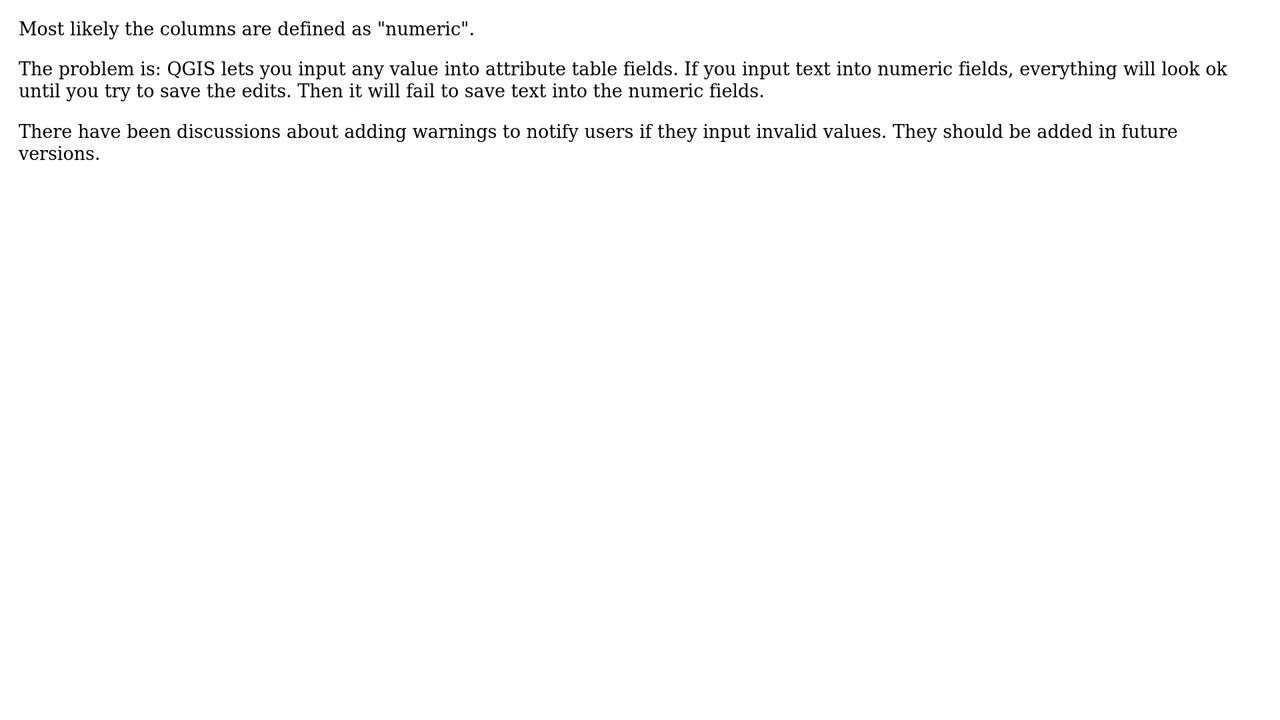 Most likely the columns are defined as "numeric".
The problem is: QGIS lets you input any value into attribute table fields. If you input text into numeric fields, everything will look ok
until you try to save the edits. Then it will fail to save text into the numeric fields.
There have been discussions about adding warnings to notify users if they input invalid values. They should be added in future
versions.